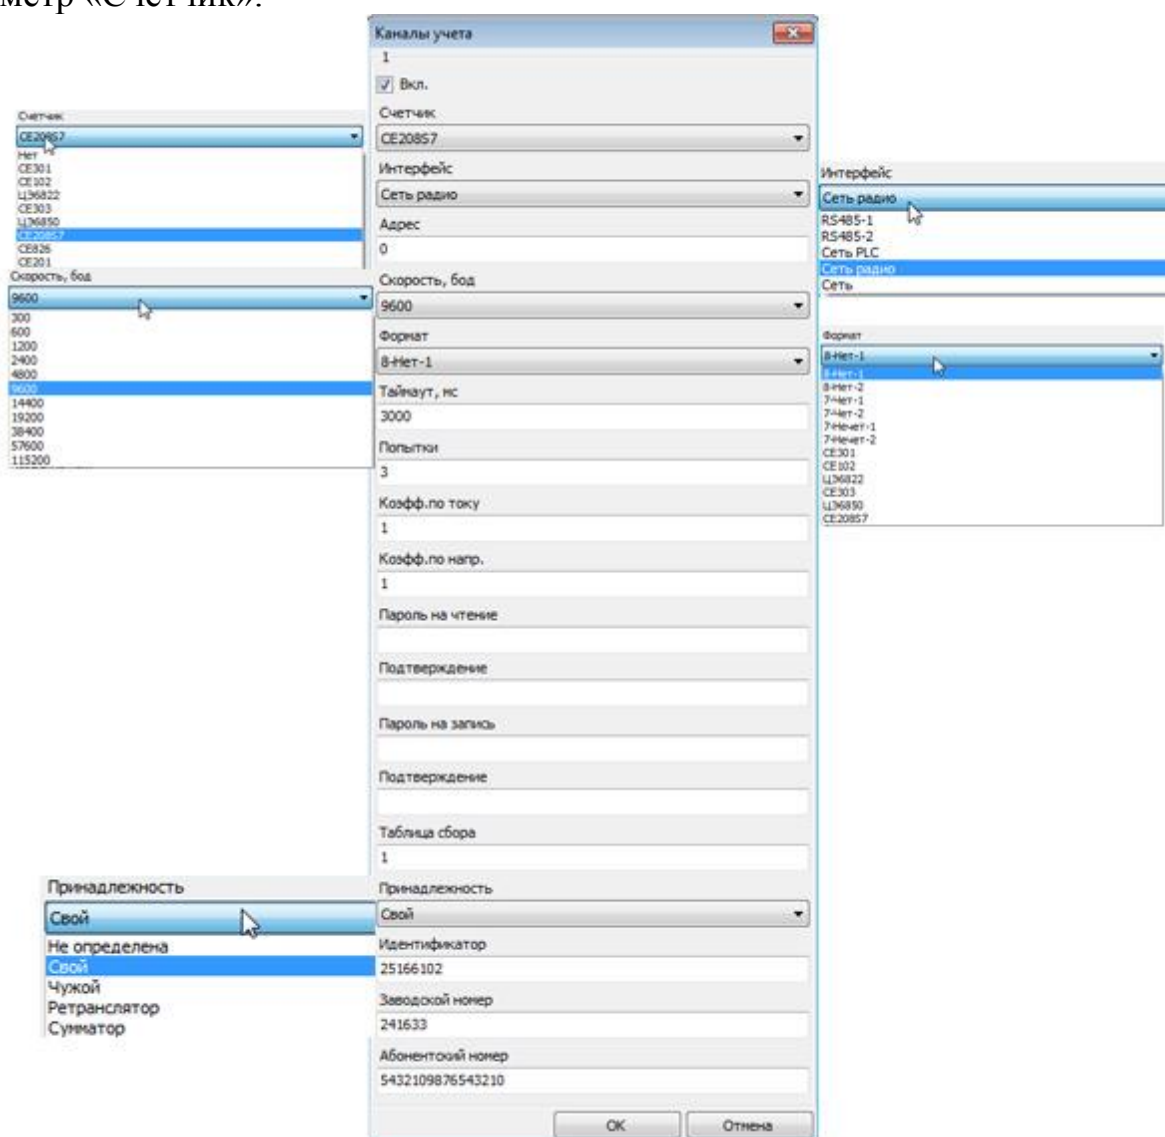 метр «Счетчик».
Каналы учета
1
Вкл.
Счетчик
CE208S7
Интерфейс
Сеть радио
Адрес
0
Скорость, бод
9600
Формат
8-Нет-1
Таймаут, мс
3000
Попытки
3
Коэфф.по току
1
Коэфф.по напр.
1
Пароль на чтение
Подтверждение
Пароль на запись
Подтверждение
Таблица сбора
1
Принадлежность
Свой
Идентификатор
25166102
Заводской номер
241633
Абонентский номер
5432109876543210
OK Отмена
Счетчик
CE208S7
Нет
CE301
CE102
ЦЭ6822
CE303
ЦЭ6850
CE208S7
CE826
CE201
Скорость, бод
9600
300
600
1200
2400
4800
9600
14400
19200
38400
57600
115200
Принадлежность
Свой
Не определена
Свой
Чужой
Ретранслятор
Сумматор
Интерфейс
Сеть радио
RS485-1
RS485-2
Сеть PLC
Сеть радио
Сеть
Формат
8-Нет-1
8-Нет-1
8-Нет-2
7-Чет-1
7-Чет-2
7-Нечет-1
7-Нечет-2
CE301
CE102
ЦЭ6822
CE303
ЦЭ6850
CE208S7